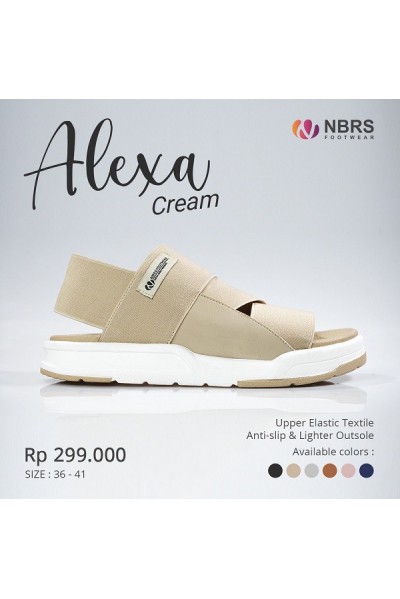 NBRS
FOOTWEAR
Alexa
Cream
Upper Elastic Textile
Anti-slip & Lighter Outsole
Rp 299.000
Available colors :
SIZE : 36 - 41